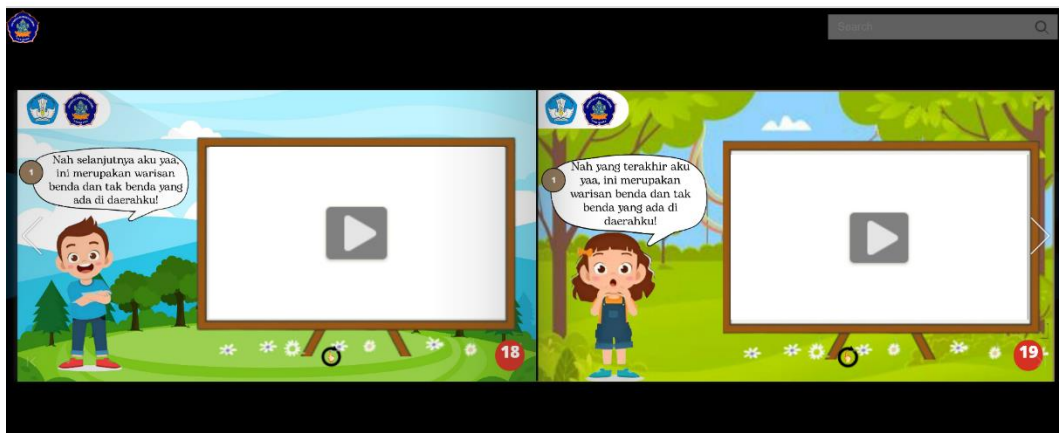 Search
Nah selanjutnya aku yaa,
ini merupakan warisan
benda dan tak benda yang
ada di daerahku!
1
18
Nah yang terakhir aku
yaa, ini merupakan
warisan benda dan tak
benda yang ada di
daerahku!
1
19